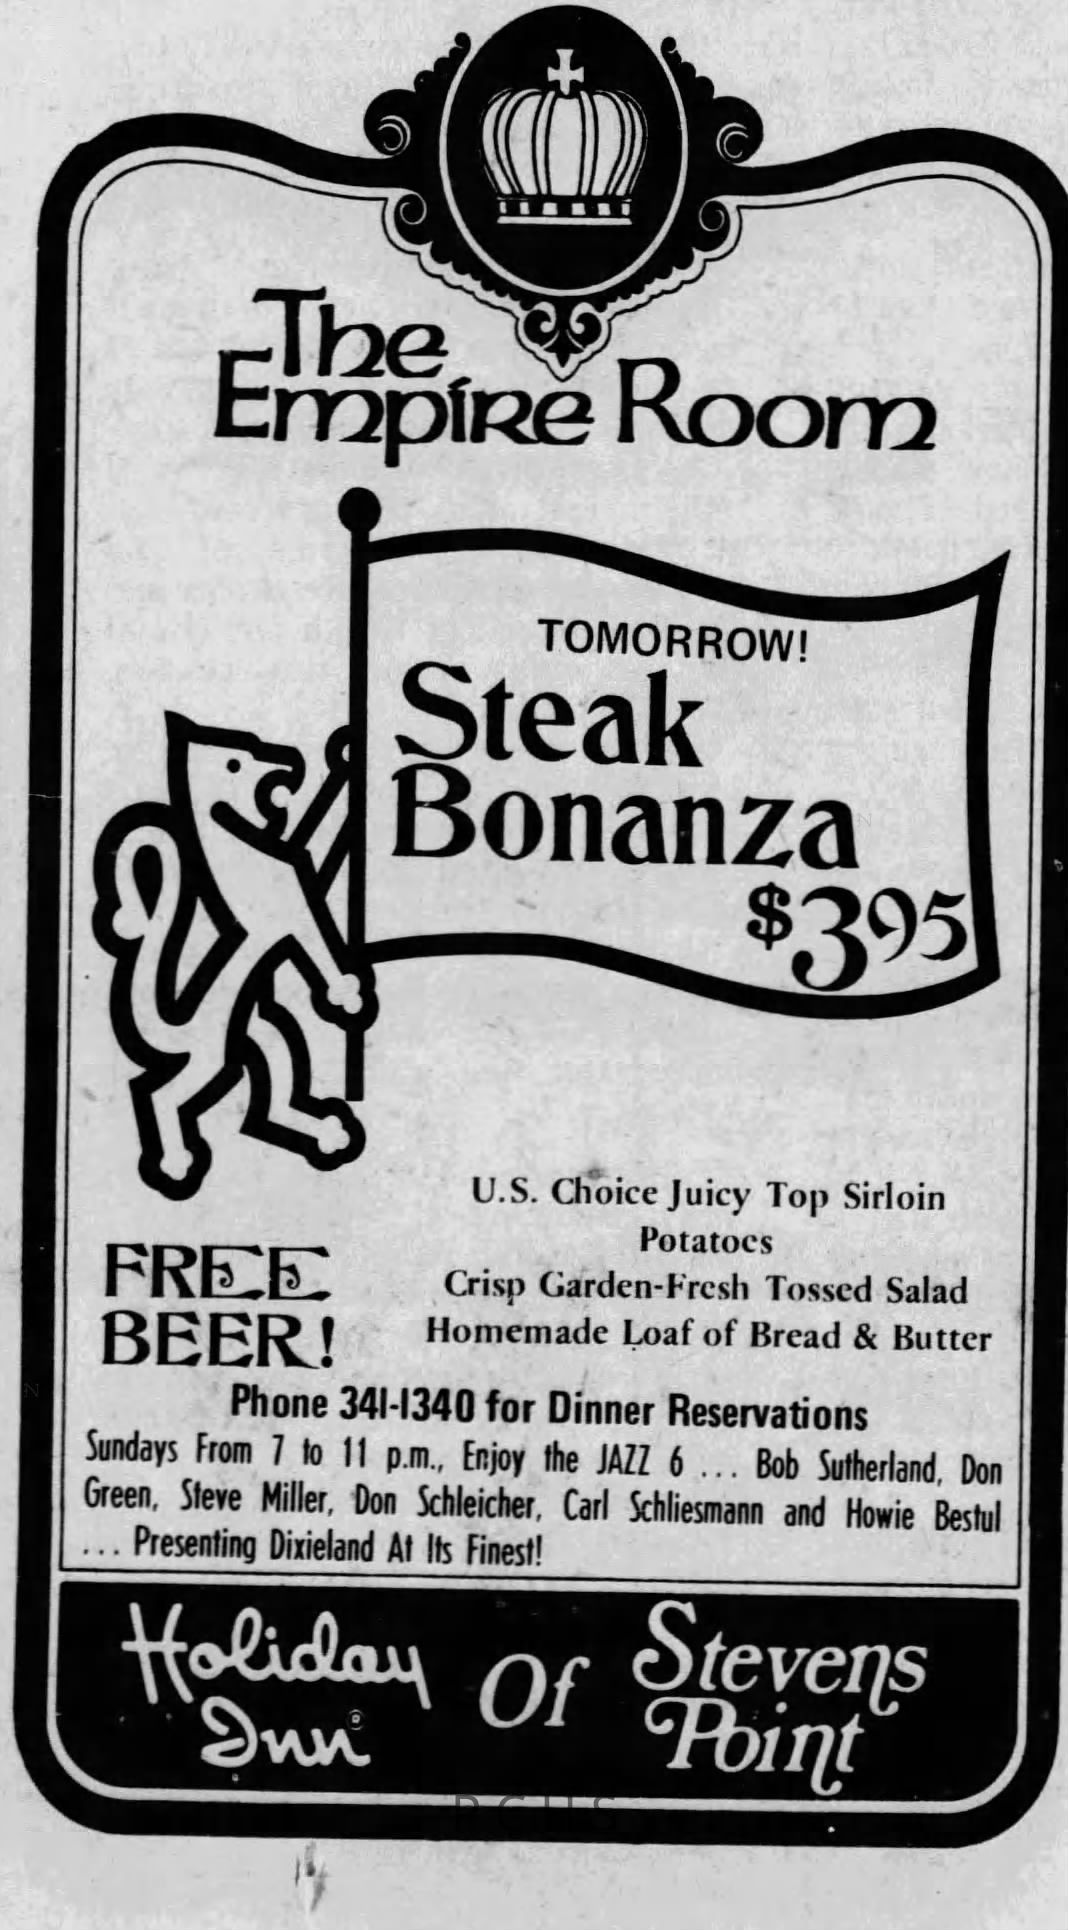 The
Empire Room
TOMORROW!
Steak
Bonanza
$3.95
U.S. Choice Juicy Top Sirloin
Potatoes
Crisp Garden-Fresh Tossed Salad
Homemade Loaf of Bread & Butter
FREE
BEER!
Phone 341-1340 for Dinner Reservations
Sundays From 7 to 11 p.m., Enjoy the JAZZ 6 ... Bob Sutherland, Don
Green, Steve Miller, Don Schleicher, Carl Schliesmann and Howie Bestul
... Presenting Dixieland At Its Finest!
Holiday
Inn®
Of
Stevens
Point
PCHS